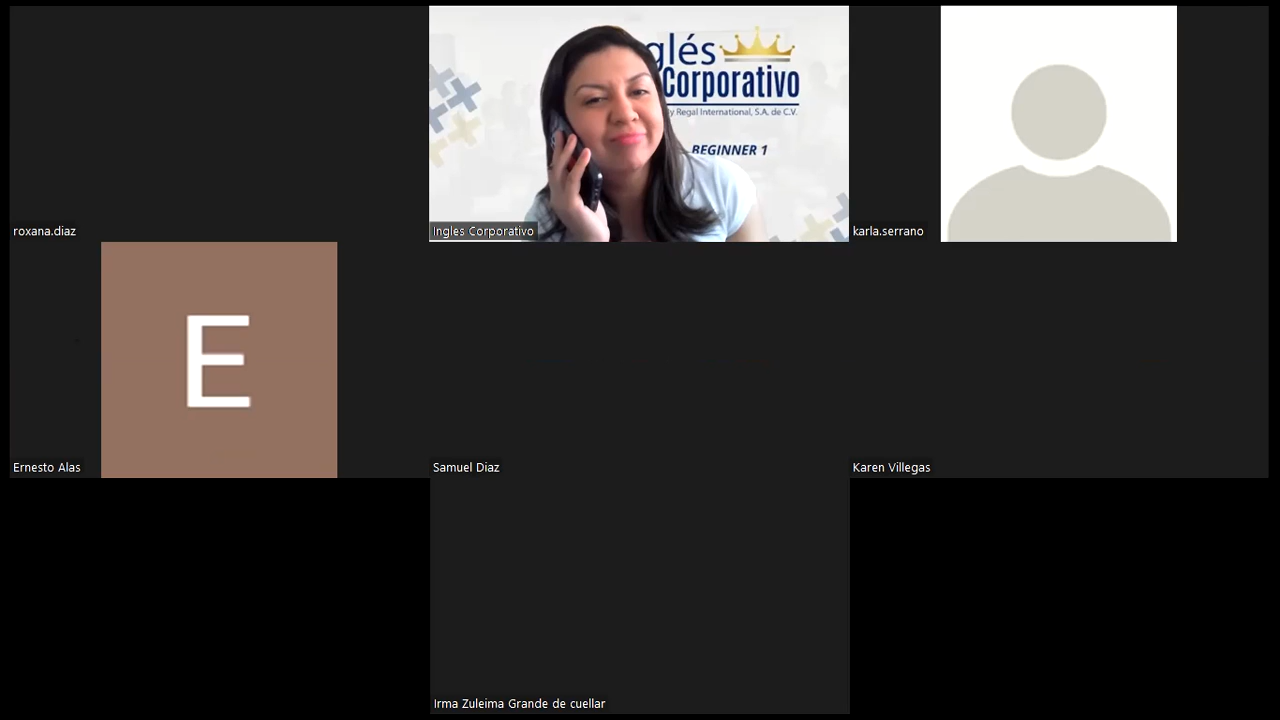 glés
Corporativo
y Regal International, S.A. de C.V.
BEGINNER 1
roxana.diaz
Ingles Corporativo
karla.serrano
E
Ernesto Alas
Samuel Diaz
Karen Villegas
Irma Zuleima Grande de cuellar